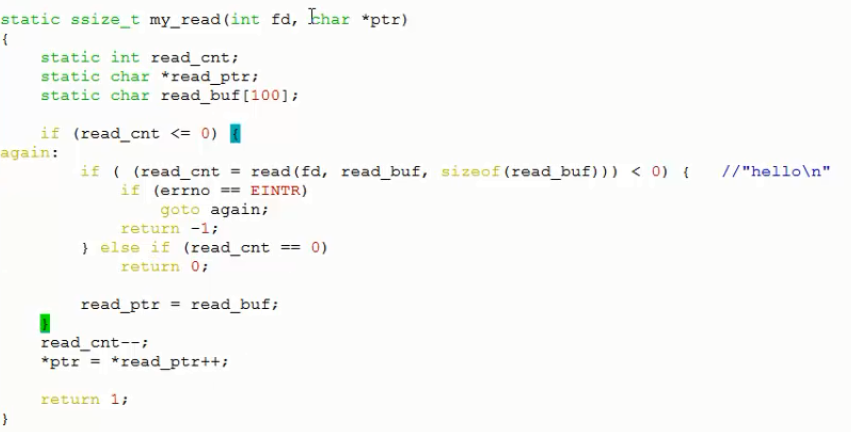 static ssize_t my_read(int fd, char *ptr)
{
    static int read_cnt;
    static char *read_ptr;
    static char read_buf[100];

    if (read_cnt <= 0) {
again:
        if ( (read_cnt = read(fd, read_buf, sizeof(read_buf))) < 0) {   //"hello\n"
            if (errno == EINTR)
                goto again;
            return -1;
        } else if (read_cnt == 0)
            return 0;

        read_ptr = read_buf;
    }
    read_cnt--;
    *ptr = *read_ptr++;

    return 1;
}